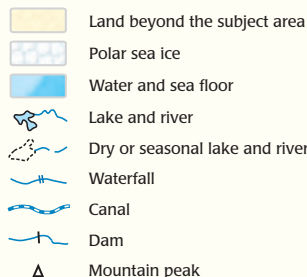 Land beyond the subject area
Polar sea ice
Water and sea floor
Lake and river
Dry or seasonal lake and river
Waterfall
Canal
Dam
Mountain peak